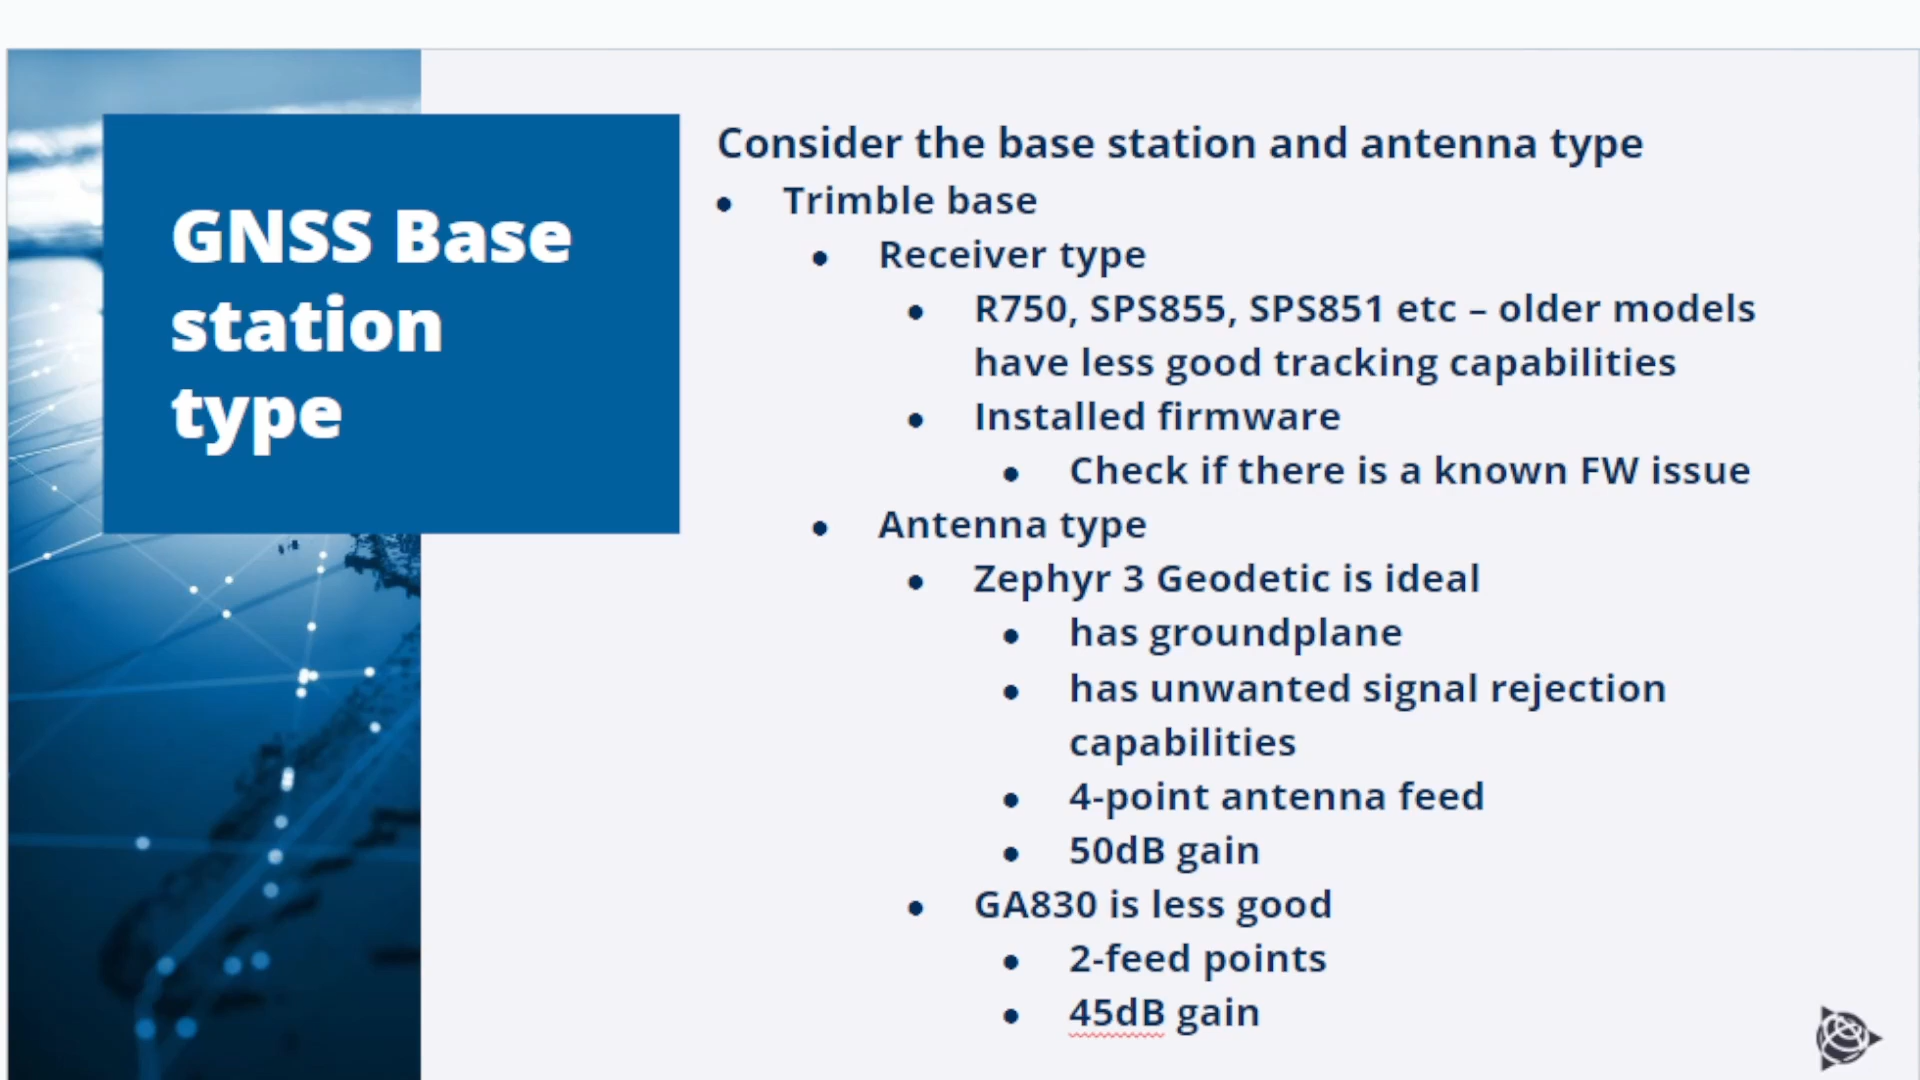 GNSS Base
station
type
Consider the base station and antenna type
• Trimble base
• Receiver type
• R750, SPS855, SPS851 etc – older models
have less good tracking capabilities
• Installed firmware
• Check if there is a known FW issue
• Antenna type
• Zephyr 3 Geodetic is ideal
• has groundplane
• has unwanted signal rejection
capabilities
• 4-point antenna feed
• 50dB gain
• GA830 is less good
• 2-feed points
• 45dB gain